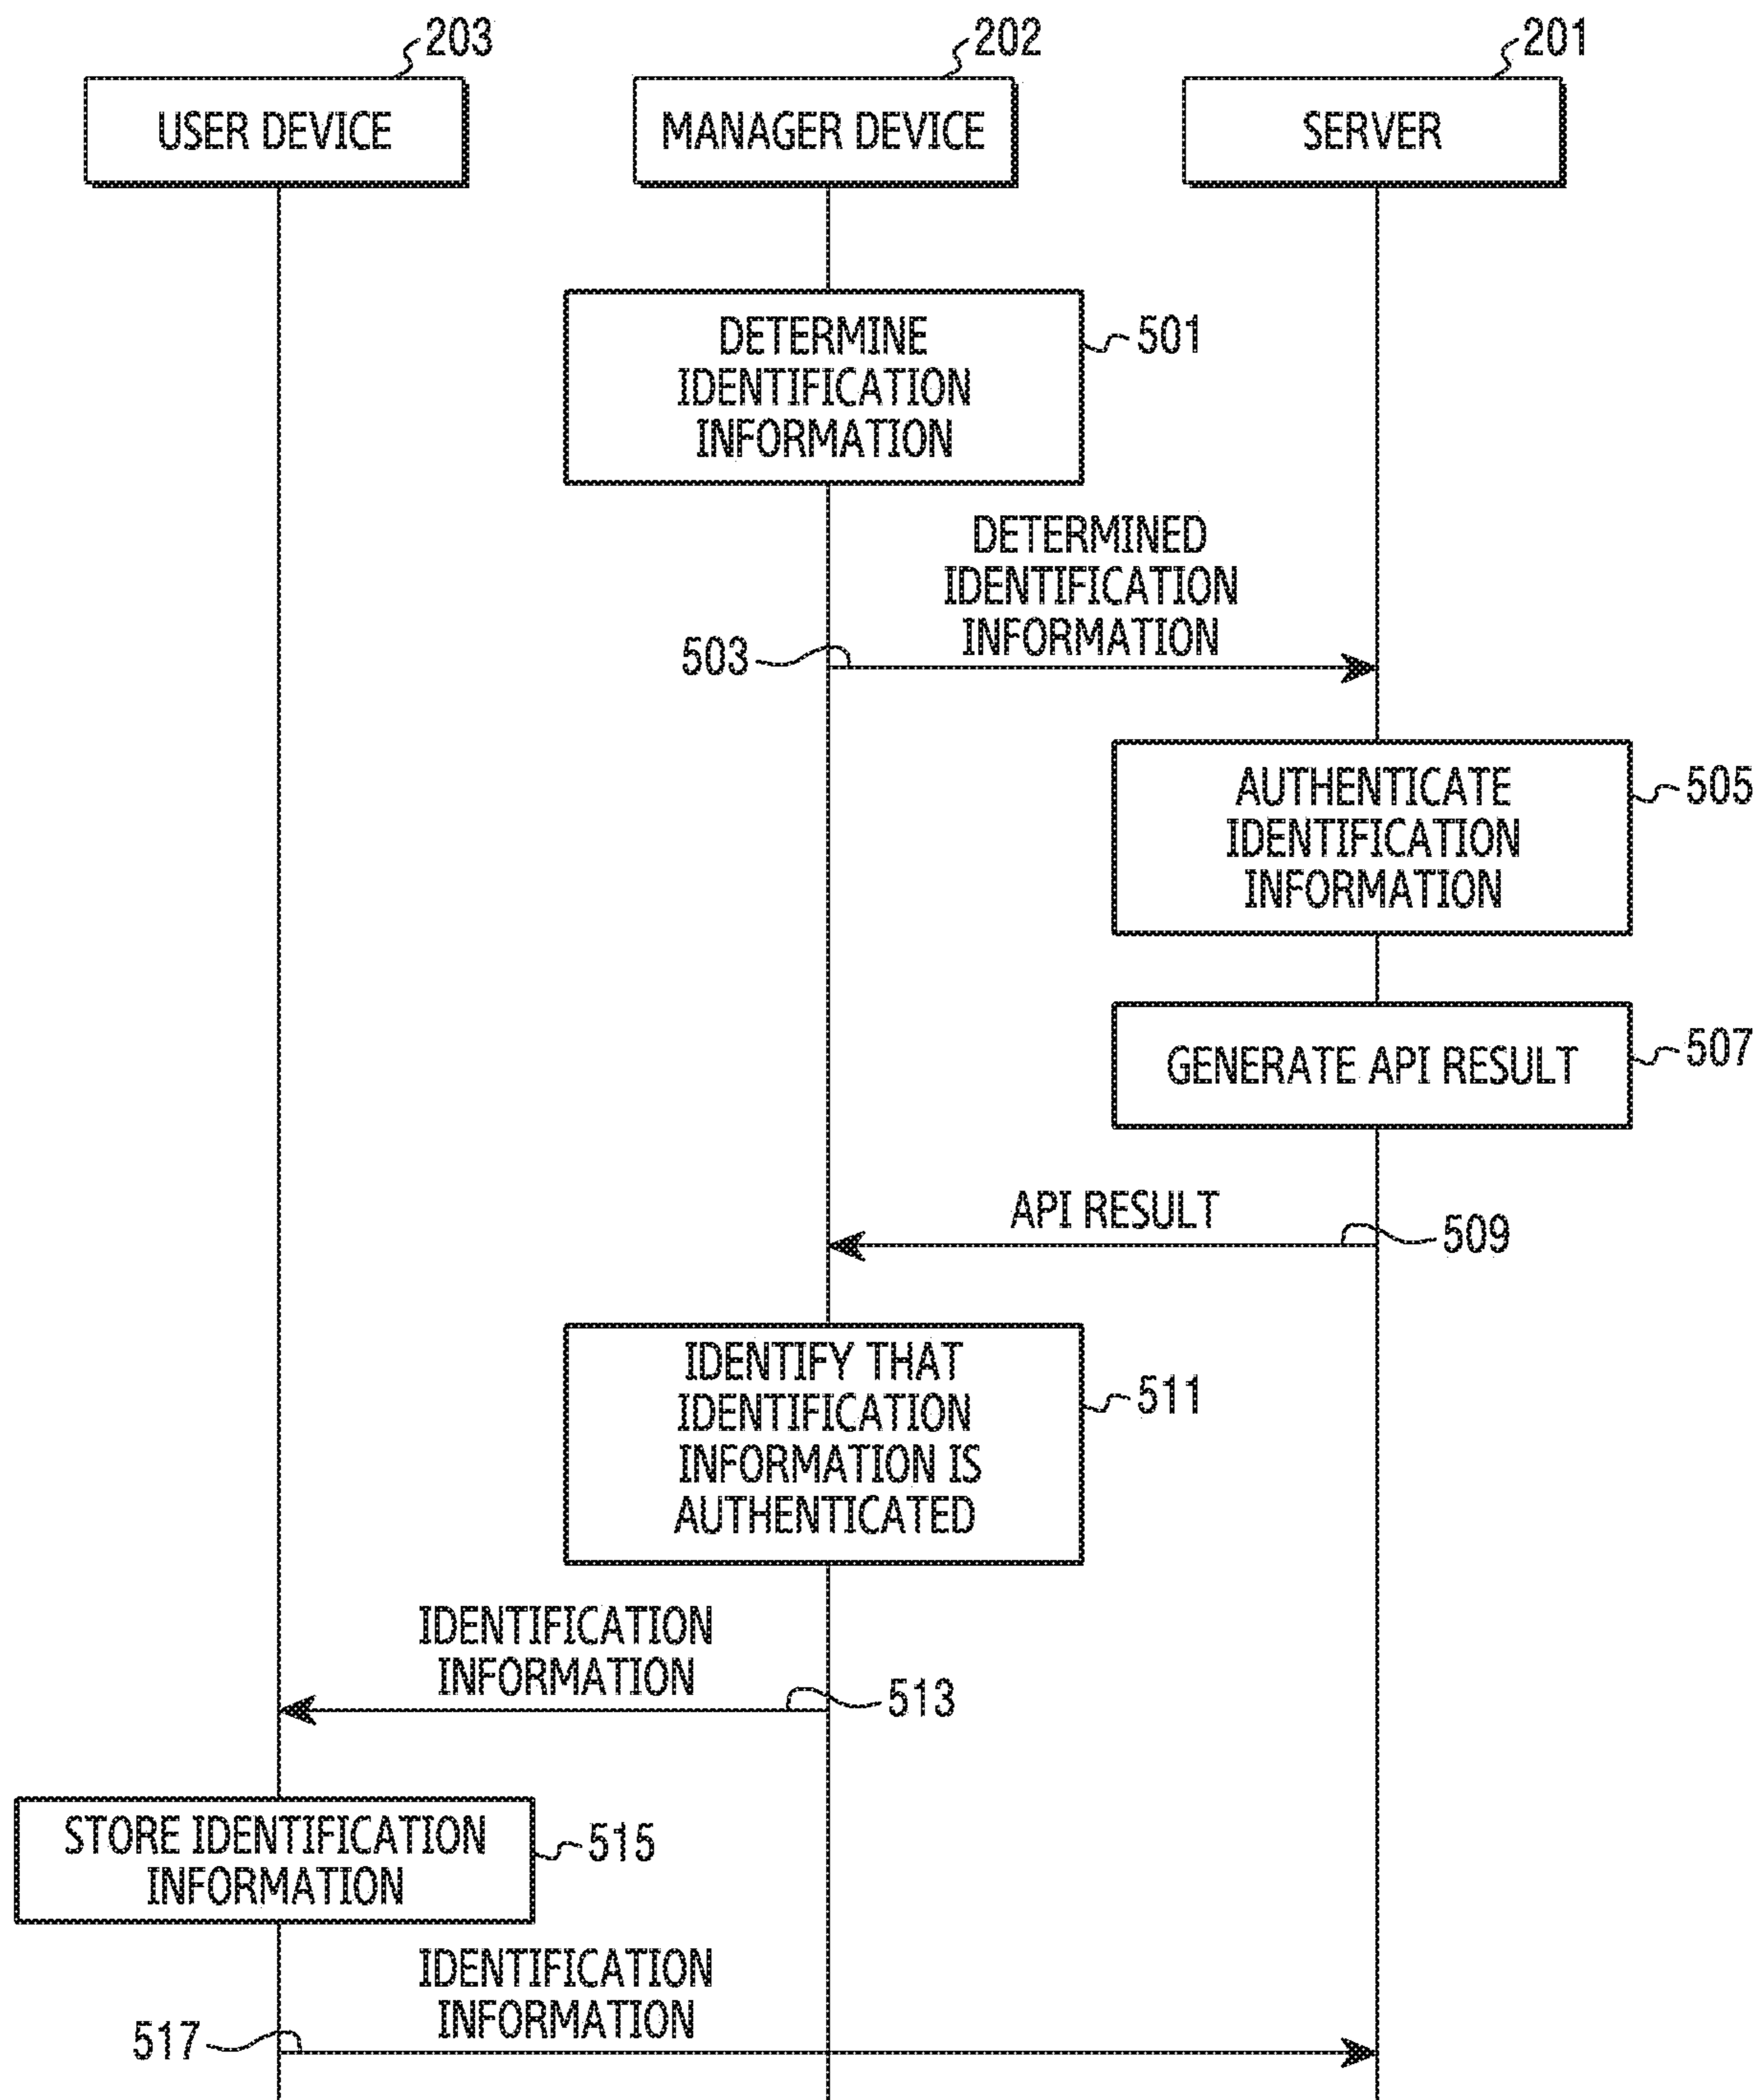 203
202
201
USER DEVICE
MANAGER DEVICE
SERVER
DETERMINE
IDENTIFICATION
INFORMATION
501
DETERMINED
IDENTIFICATION
INFORMATION
503
AUTHENTICATE
IDENTIFICATION
INFORMATION
505
GENERATE API RESULT
507
API RESULT
509
IDENTIFY THAT
IDENTIFICATION
INFORMATION IS
AUTHENTICATED
511
IDENTIFICATION
INFORMATION
513
STORE IDENTIFICATION
INFORMATION
515
IDENTIFICATION
INFORMATION
517